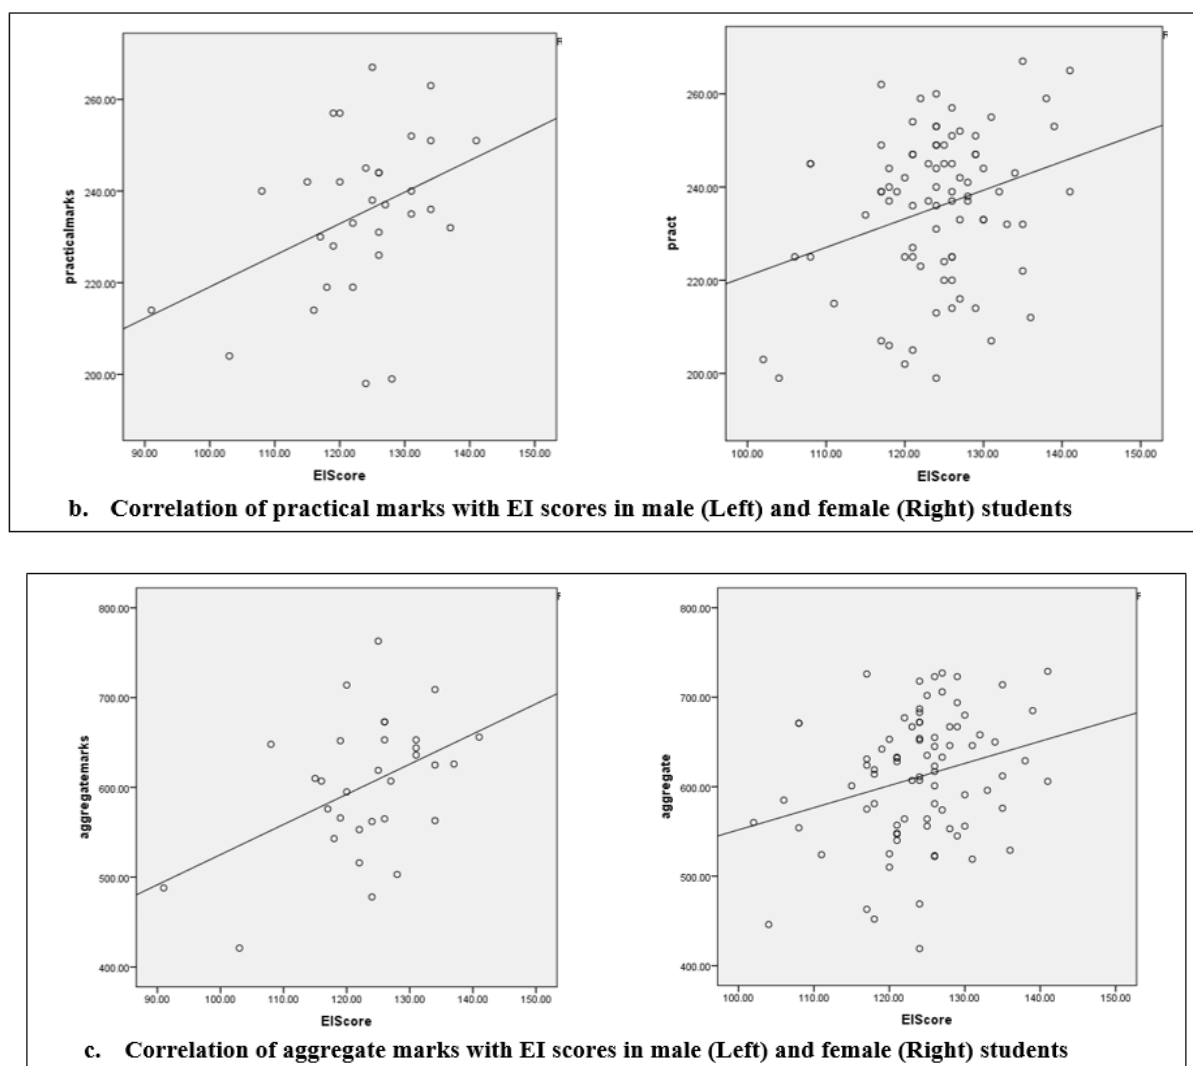 260.00
240.00
220.00
200.00
practicalmarks
90.00 100.00 110.00 120.00 130.00 140.00 150.00
EIScore
260.00
240.00
220.00
200.00
pract
100.00 110.00 120.00 130.00 140.00 150.00
EIScore
b. Correlation of practical marks with EI scores in male (Left) and female (Right) students
800.00
700.00
600.00
500.00
400.00
aggregatemarks
90.00 100.00 110.00 120.00 130.00 140.00 150.00
EIScore
800.00
700.00
600.00
500.00
400.00
aggregate
100.00 110.00 120.00 130.00 140.00 150.00
EIScore
c. Correlation of aggregate marks with EI scores in male (Left) and female (Right) students